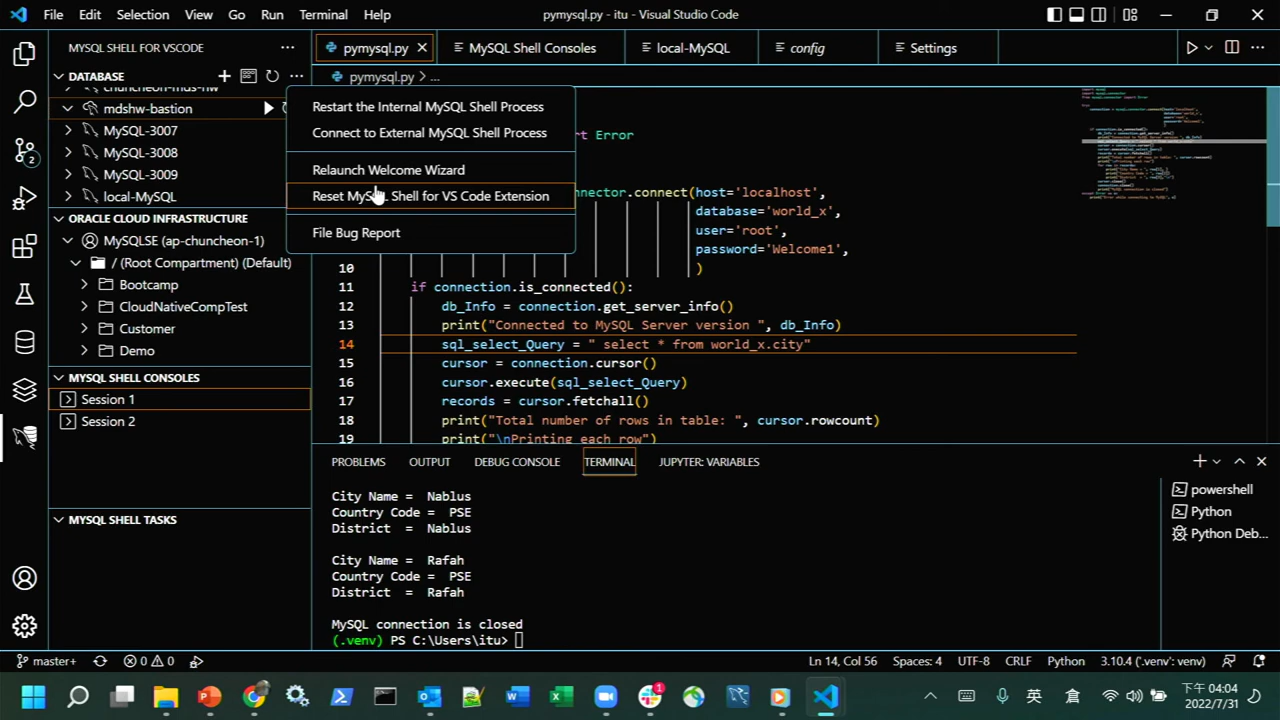 File Edit Selection View Go Run Terminal Help pymysql.py - itu - Visual Studio Code
MYSQL SHELL FOR VSCODE
pymysql.py MySQL Shell Consoles local-MySQL config Settings
DATABASE
pymysql.py > ...
chuncheon-mds-hw
mdshw-bastion
MySQL-3007
MySQL-3008
MySQL-3009
local-MySQL
Restart the Internal MySQL Shell Process
Connect to External MySQL Shell Process
Relaunch Welcome Wizard
File Bug Report
ORACLE CLOUD INFRASTRUCTURE
MySQLSE (ap-chuncheon-1)
/ (Root Compartment) (Default)
Bootcamp
CloudNativeCompTest
Customer
Demo
MYSQL SHELL CONSOLES
Session 1
Session 2
MYSQL SHELL TASKS
rt Error
nnector.connect(host='localhost',
database='world_x',
user='root',
password='Welcome1',
10 )
11 if connection.is_connected():
12 db_Info = connection.get_server_info()
13 print("Connected to MySQL Server version ", db_Info)
14 sql_select_Query = " select * from world_x.city"
15 cursor = connection.cursor()
16 cursor.execute(sql_select_Query)
17 records = cursor.fetchall()
18 print("Total number of rows in table: ", cursor.rowcount)
19 print("\nPrinting each row")
PROBLEMS OUTPUT DEBUG CONSOLE TERMINAL JUPYTER: VARIABLES
City Name = Nablus
Country Code = PSE
District = Nablus
City Name = Rafah
Country Code = PSE
District = Rafah
MySQL connection is closed
(.venv) PS C:\Users\itu>
powershell
Python
Python Deb...
2
master+ 0 0 Ln 14, Col 56 Spaces: 4 UTF-8 CRLF Python 3.10.4 ('.venv': venv)
1
英 倉 下午 04:04
2022/7/31